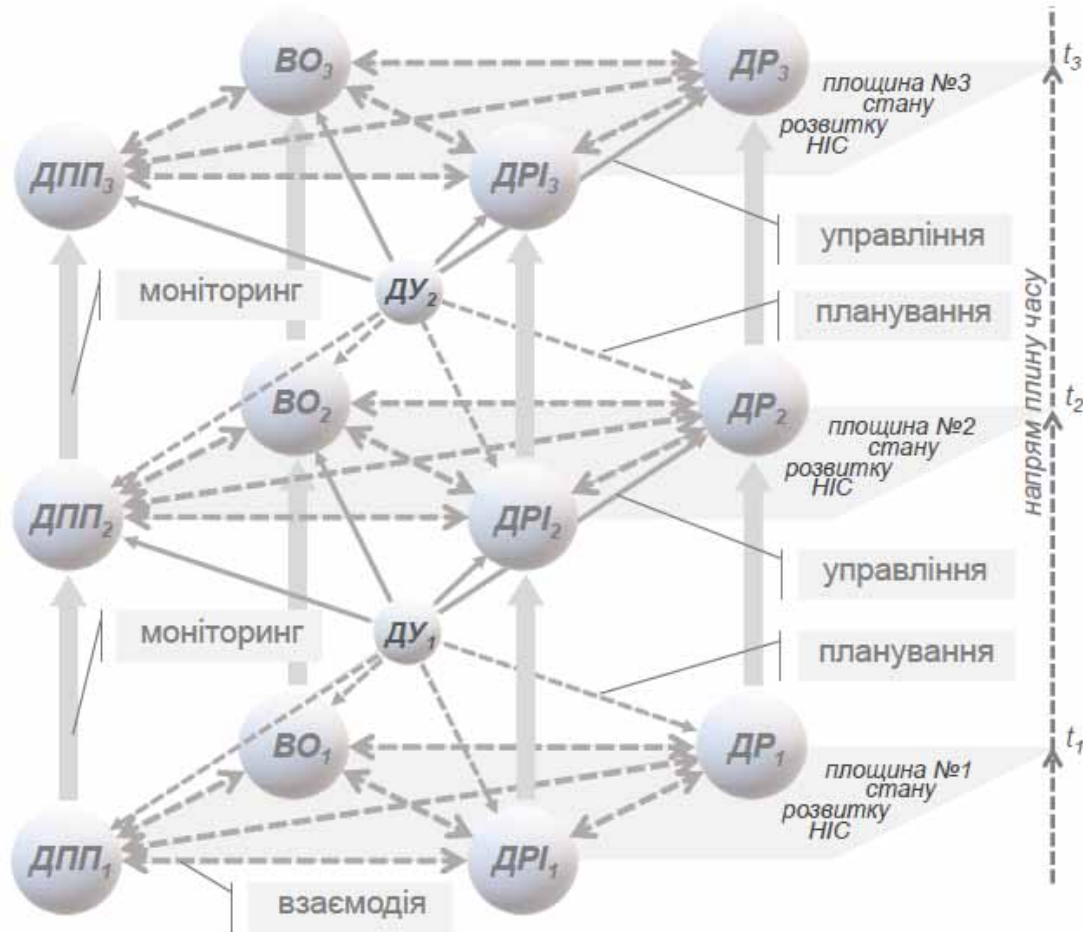 ВО₃
ДР₃
t₃
площина №3
стану
розвитку
НІС
ДПП₃
ДРІ₃
управління
моніторинг
ДУ₂
планування
напрям плину часу
ВО₂
ДР₂
t₂
площина №2
стану
розвитку
НІС
ДПП₂
ДРІ₂
управління
моніторинг
ДУ₁
планування
ВО₁
ДР₁
t₁
площина №1
стану
розвитку
НІС
ДПП₁
ДРІ₁
взаємодія